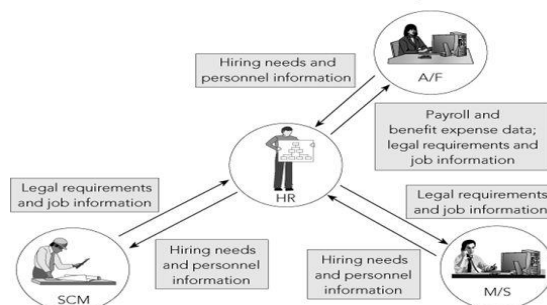 Hiring needs and
personnel information
A/F
Payroll and
benefit expense data;
legal requirements and
job information
HR
Legal requirements
and job information
Legal requirements
and job information
Hiring needs
and personnel
information
Hiring needs
and personnel
information
SCM
M/S